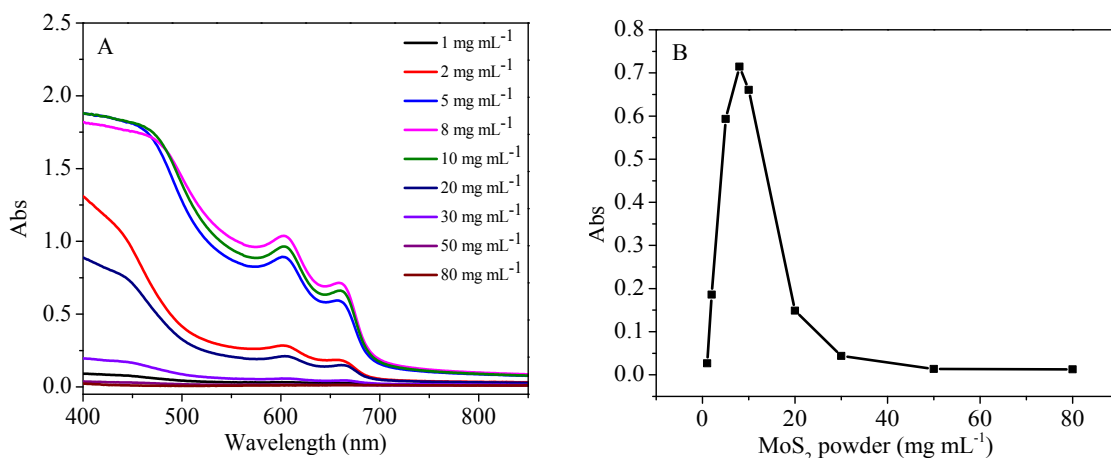 A
2.5
2.0
1.5
1.0
0.5
0.0
Abs
400 500 600 700 800
Wavelength (nm)
1 mg mL⁻¹
2 mg mL⁻¹
5 mg mL⁻¹
8 mg mL⁻¹
10 mg mL⁻¹
20 mg mL⁻¹
30 mg mL⁻¹
50 mg mL⁻¹
80 mg mL⁻¹
B
0.8
0.7
0.6
0.5
0.4
0.3
0.2
0.1
0.0
Abs
0 20 40 60 80
MoS₂ powder (mg mL⁻¹)